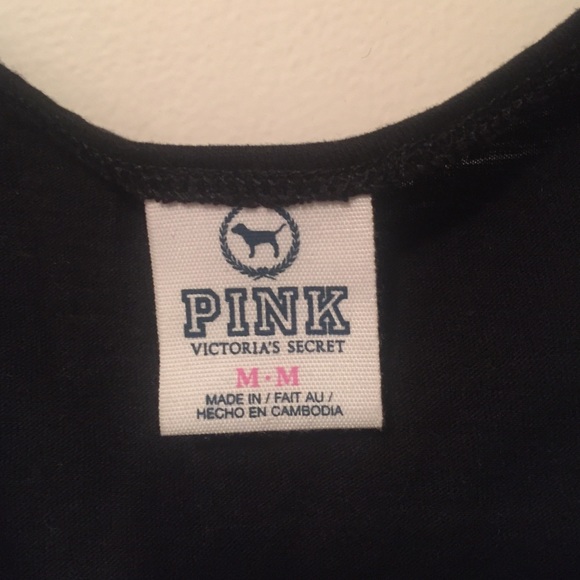 PINK
VICTORIA'S SECRET
M·M
MADE IN / FAIT AU /
HECHO EN CAMBODIA